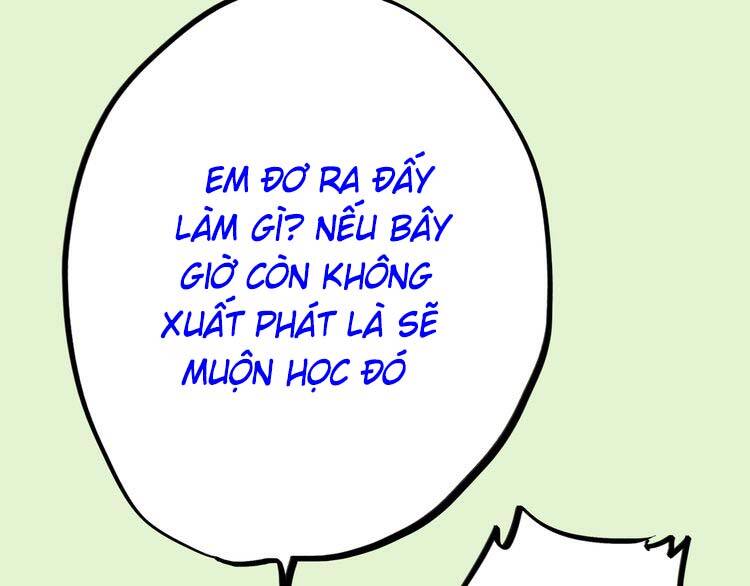 EM ĐƠ RA ĐẤY
LÀM GÌ? NẾU BÂY
GIỜ CÒN KHÔNG
XUẤT PHÁT LÀ SẼ
MUỘN HỌC ĐÓ